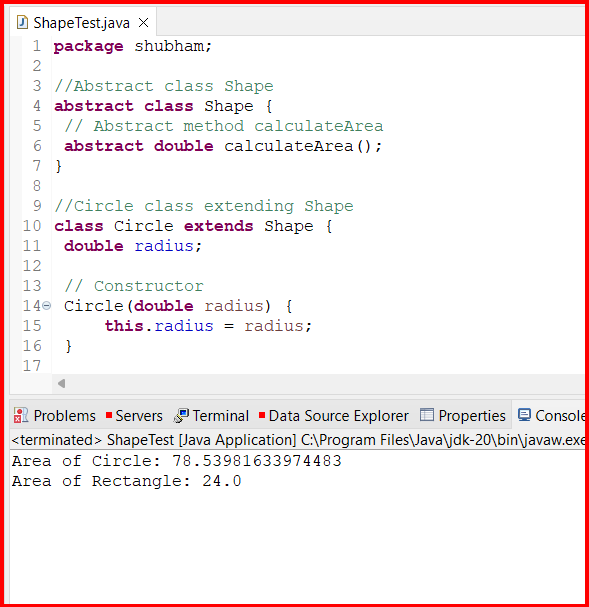 ShapeTest.java
1 package shubham;
2
3 //Abstract class Shape
4 abstract class Shape {
5 // Abstract method calculateArea
6 abstract double calculateArea();
7 }
8
9 //Circle class extending Shape
10 class Circle extends Shape {
11 double radius;
12
13 // Constructor
14 Circle(double radius) {
15 this.radius = radius;
16 }
17
Problems Servers Terminal Data Source Explorer Properties Console
<terminated> ShapeTest [Java Application] C:\Program Files\Java\jdk-20\bin\javaw.exe
Area of Circle: 78.53981633974483
Area of Rectangle: 24.0